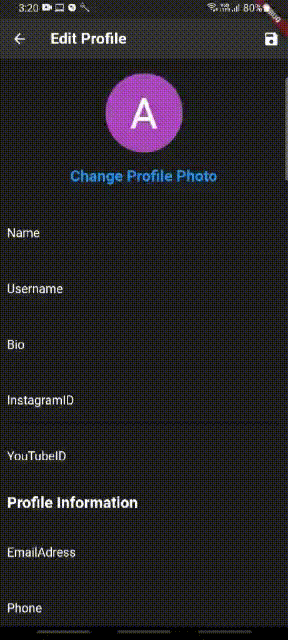 3:20 80%
Edit Profile
A
Change Profile Photo
Name
Username
Bio
InstagramID
YouTubeID
Profile Information
EmailAdress
Phone